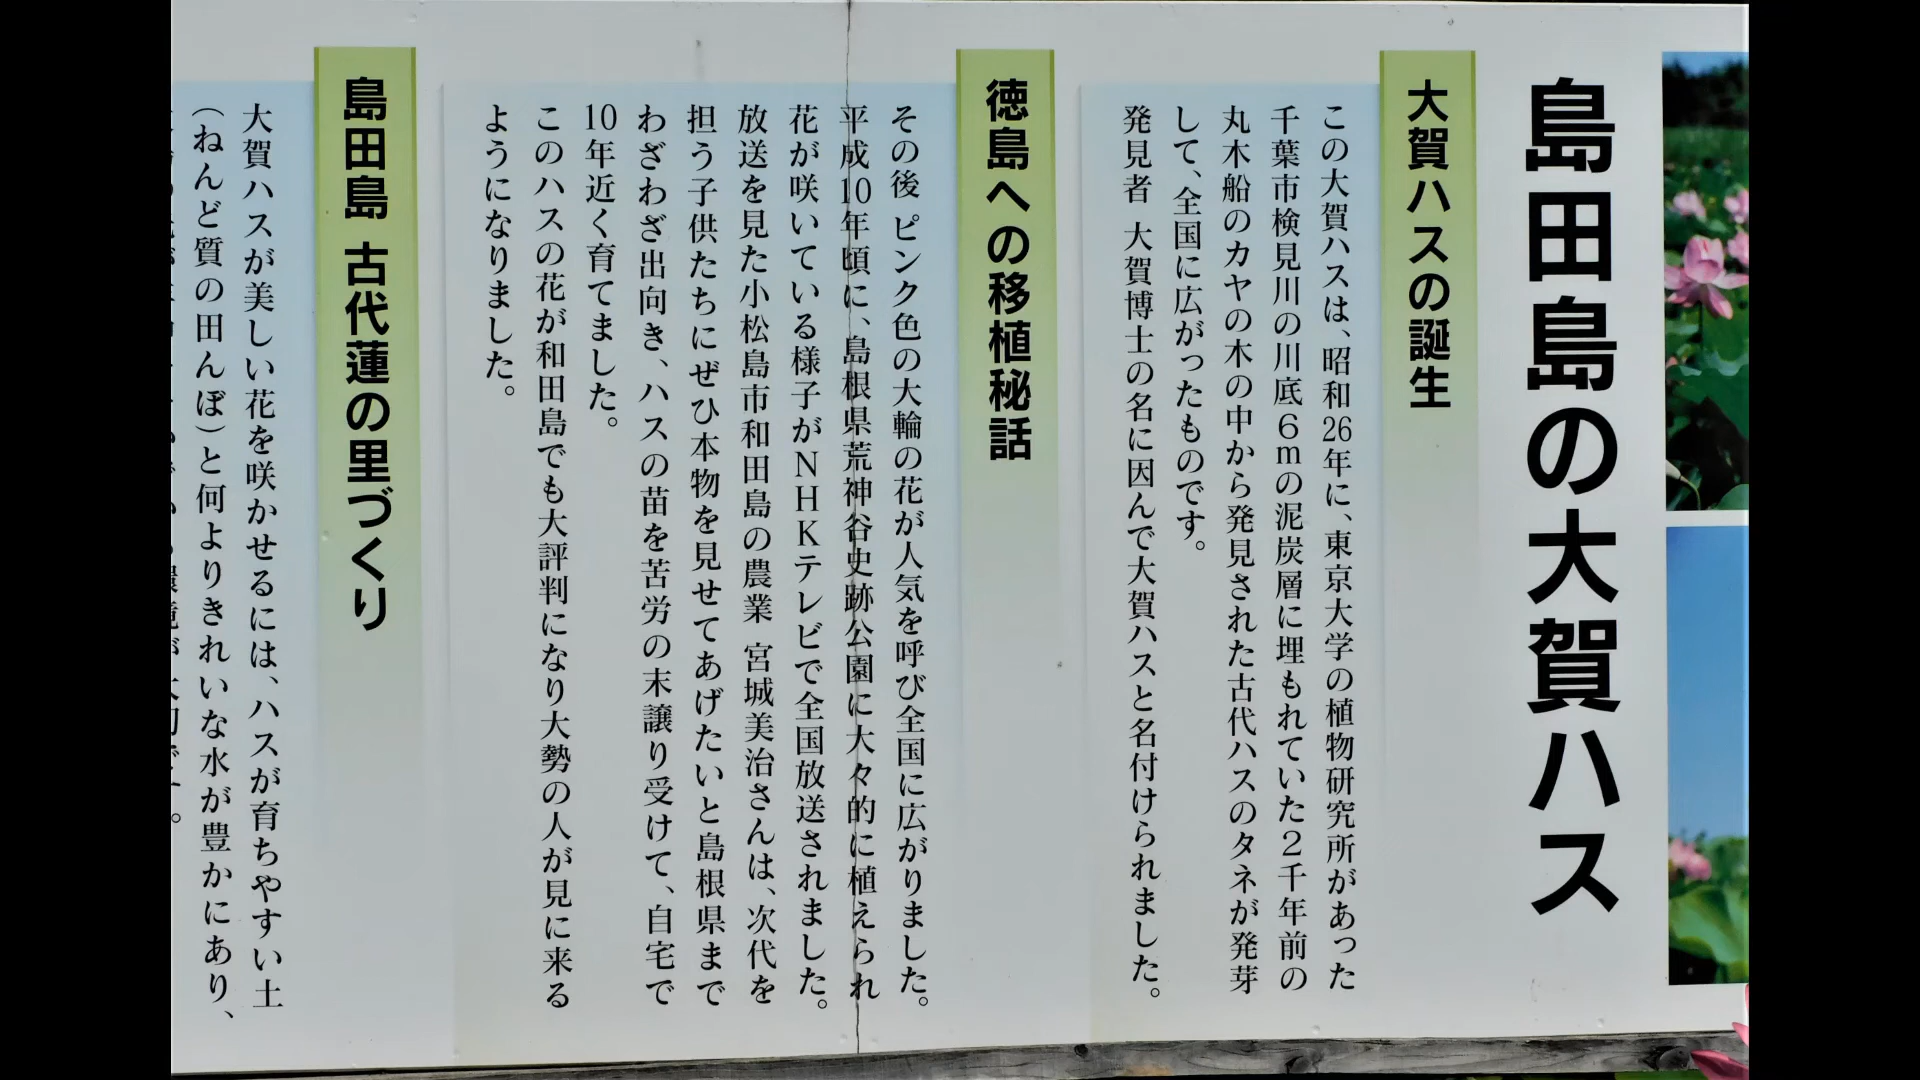 島田島の大賀ハス
大賀ハスの誕生
この大賀ハスは、昭和26年に、東京大学の植物研究所があった
千葉市検見川の川底6mの泥炭層に埋もれていた2千年前の
丸木船のカヤの木の中から発見された古代ハスのタネが発芽
して、全国に広がったものです。
発見者 大賀博士の名に因んで大賀ハスと名付けられました。
徳島への移植秘話
その後 ピンク色の大輪の花が人気を呼び全国に広がりました。
平成10年頃に、島根県荒神谷史跡公園に大々的に植えられ
花が咲いている様子がNHKテレビで全国放送されました。
放送を見た小松島市和田島の農業 宮城美治さんは、次代を
担う子供たちにぜひ本物を見せてあげたいと島根県まで
わざわざ出向き、ハスの苗を苦労の末譲り受けて、自宅で
10年近く育てました。
このハスの花が和田島でも大評判になり大勢の人が見に来る
ようになりました。
島田島 古代蓮の里づくり
大賀ハスが美しい花を咲かせるには、ハスが育ちやすい土
（ねんど質の田んぼ）と何よりきれいな水が豊かにあり、